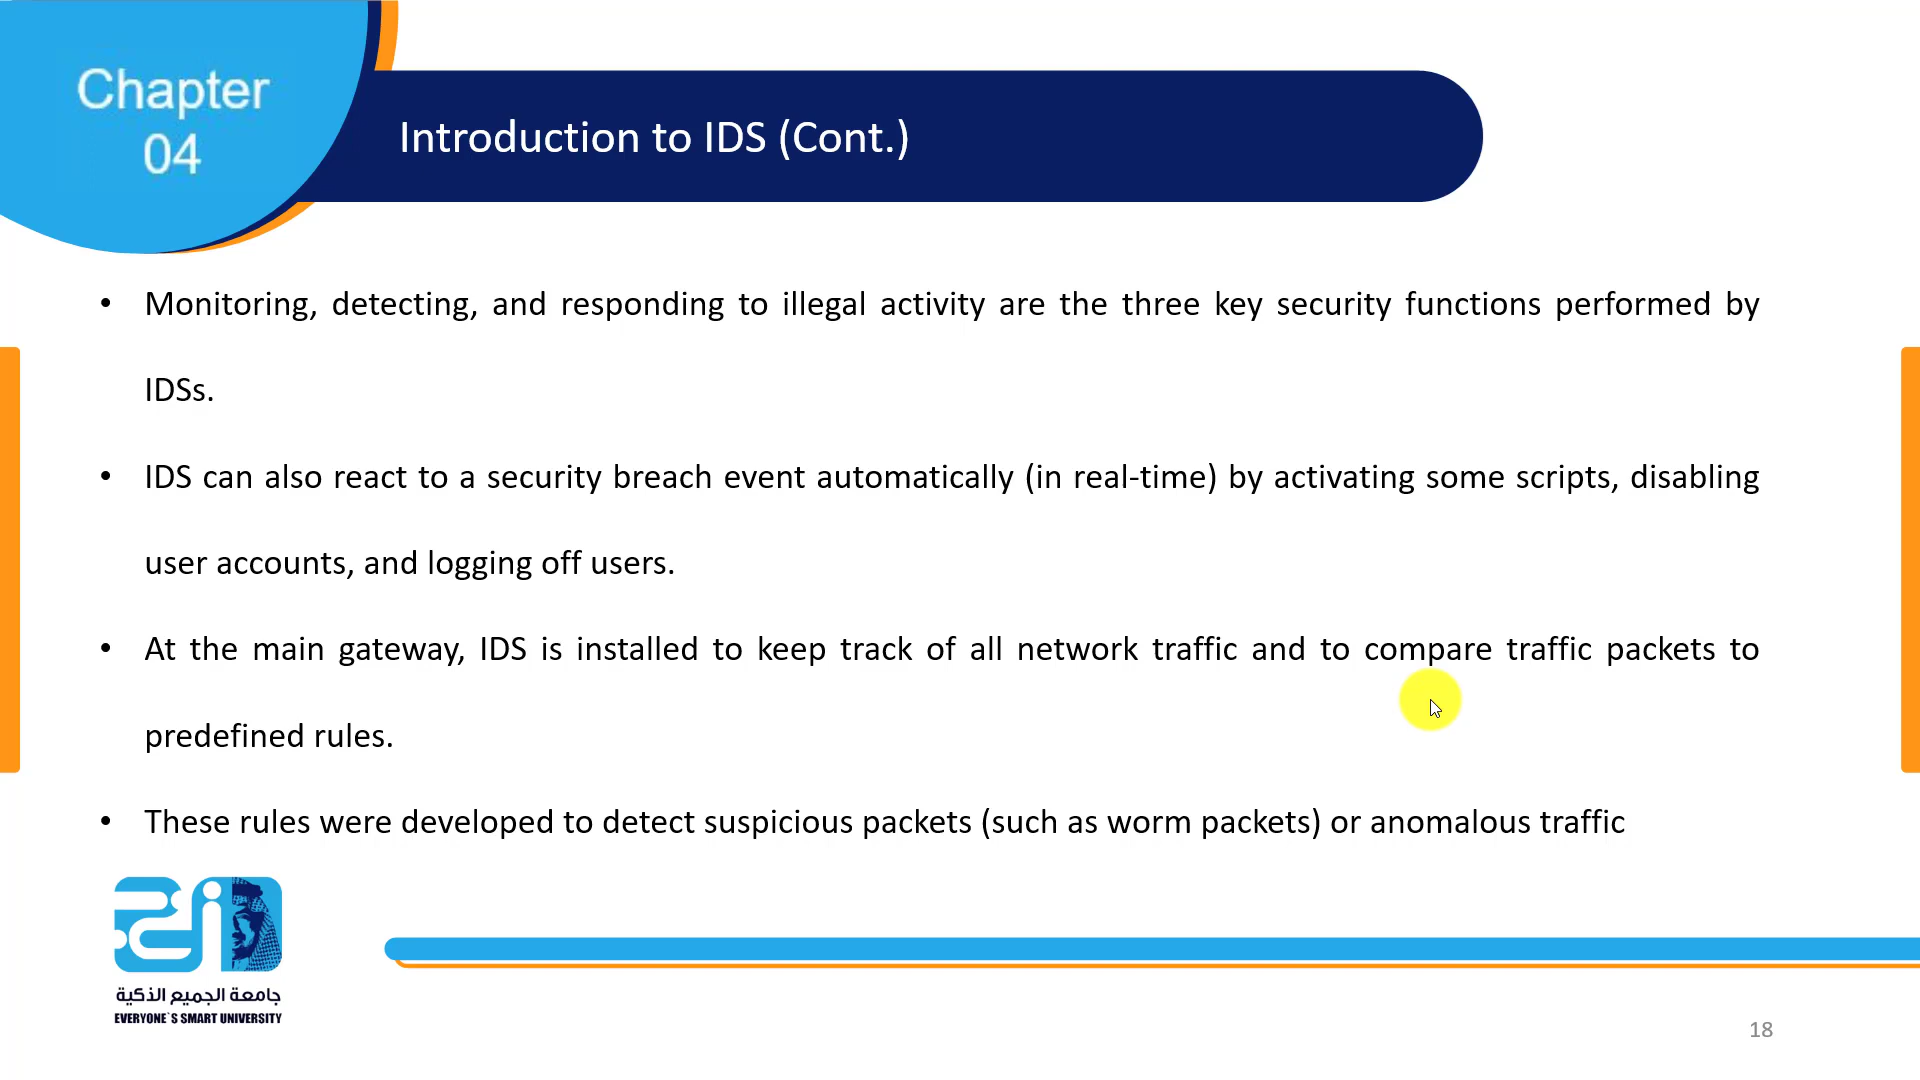 Chapter
04
Introduction to IDS (Cont.)
• Monitoring, detecting, and responding to illegal activity are the three key security functions performed by
IDSs.
• IDS can also react to a security breach event automatically (in real-time) by activating some scripts, disabling
user accounts, and logging off users.
• At the main gateway, IDS is installed to keep track of all network traffic and to compare traffic packets to
predefined rules.
• These rules were developed to detect suspicious packets (such as worm packets) or anomalous traffic
جامعة الجميع الذكية
EVERYONE`S SMART UNIVERSITY
18